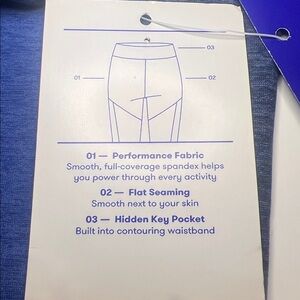 03
01
02
01 — Performance Fabric
Smooth, full-coverage spandex helps
you power through every activity
02 — Flat Seaming
Smooth next to your skin
03 — Hidden Key Pocket
Built into contouring waistband